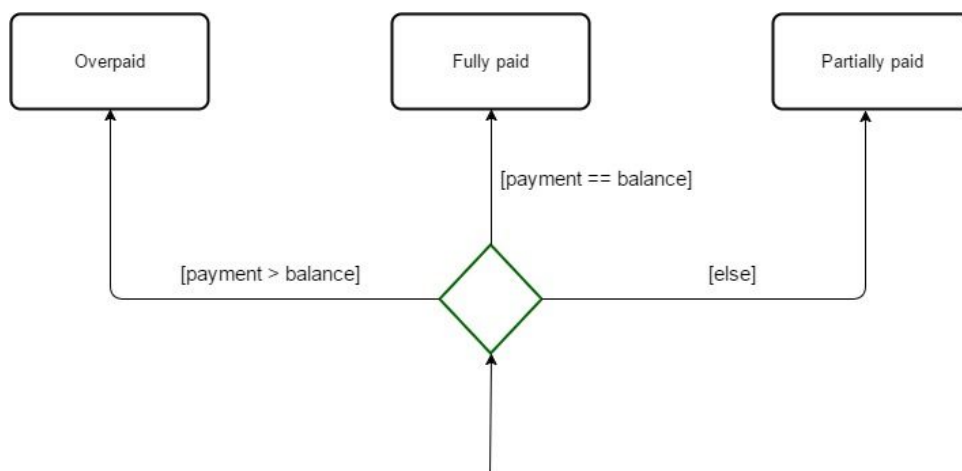 Overpaid
Fully paid
Partially paid
[payment == balance]
[payment > balance]
[else]